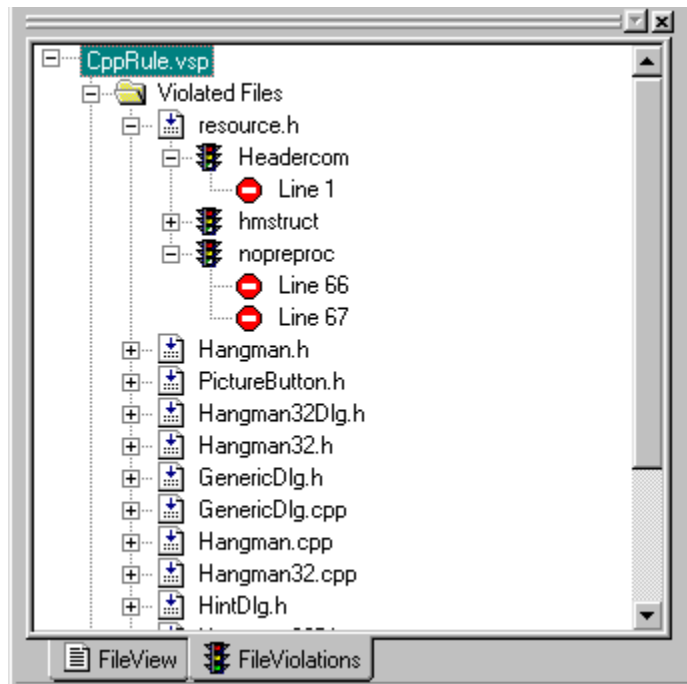 CppRule.vsp
Violated Files
resource.h
Headercom
Line 1
hmstruct
nopreproc
Line 66
Line 67
Hangman.h
PictureButton.h
Hangman32Dlg.h
Hangman32.h
GenericDlg.h
GenericDlg.cpp
Hangman.cpp
Hangman32.cpp
HintDlg.h
FileView FileViolations